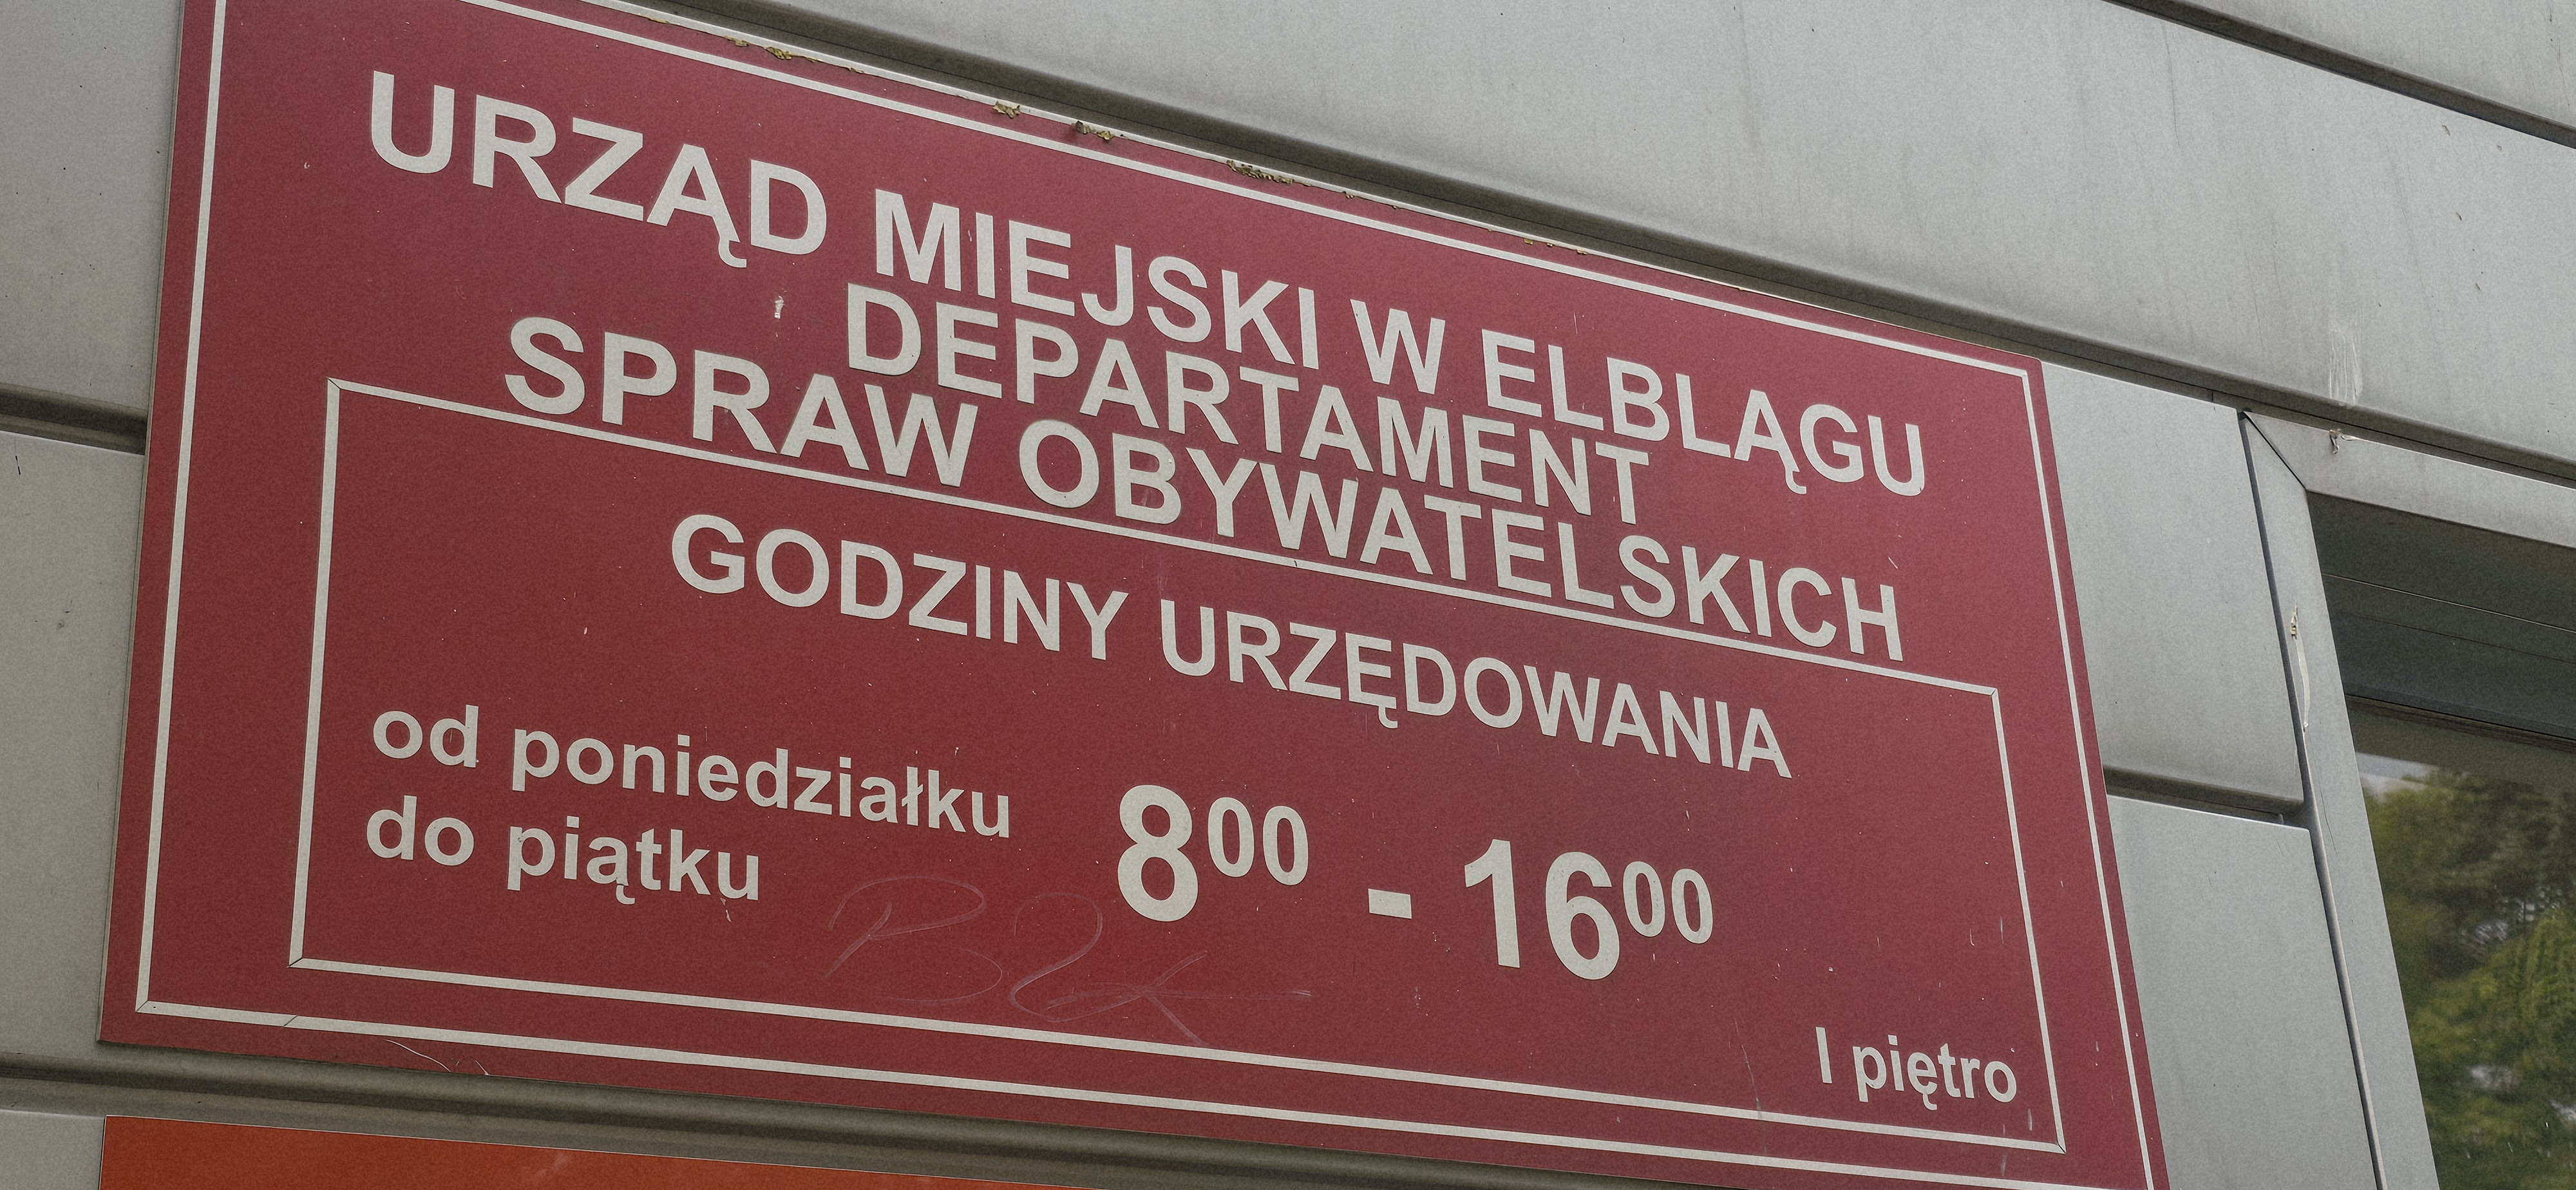 URZĄD MIEJSKI W ELBLĄGU
DEPARTAMENT
SPRAW OBYWATELSKICH
GODZINY URZĘDOWANIA
od poniedziałku
do piątku
8⁰⁰ - 16⁰⁰
I piętro